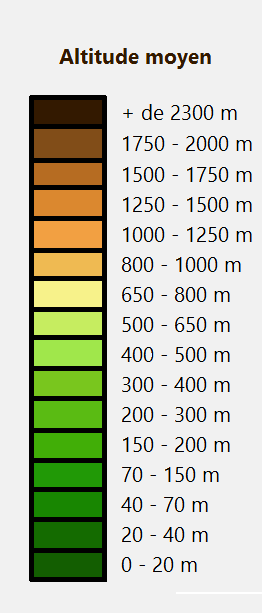 Altitude moyen
+ de 2300 m
1750 - 2000 m
1500 - 1750 m
1250 - 1500 m
1000 - 1250 m
800 - 1000 m
650 - 800 m
500 - 650 m
400 - 500 m
300 - 400 m
200 - 300 m
150 - 200 m
70 - 150 m
40 - 70 m
20 - 40 m
0 - 20 m